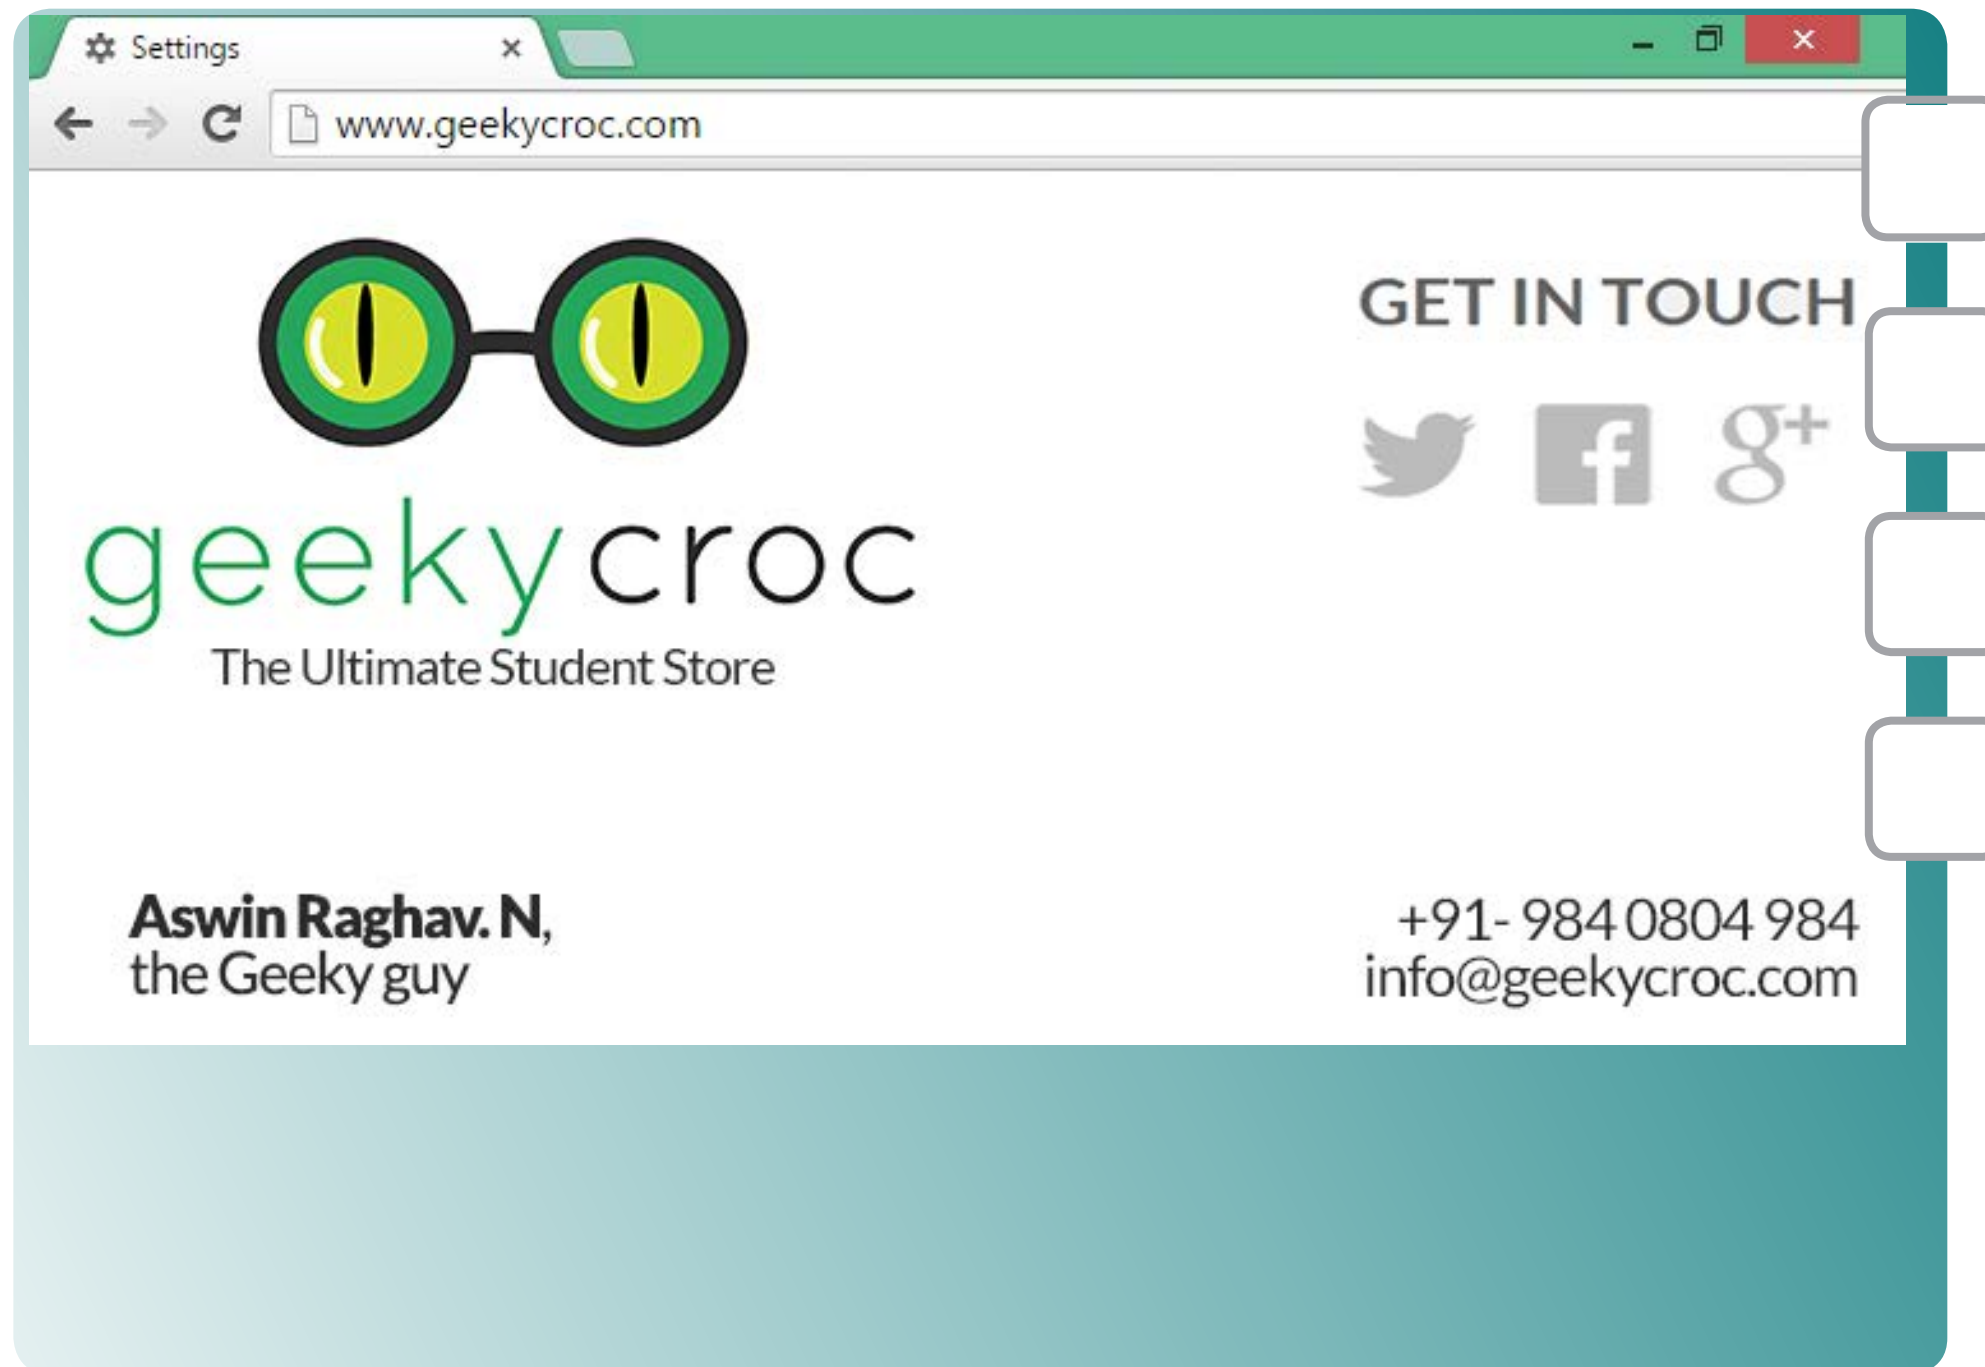 Settings
www.geekycroc.com
GET IN TOUCH
g+
geekycroc
The Ultimate Student Store
Aswin Raghav. N,
the Geeky guy
+91- 984 0804 984
info@geekycroc.com